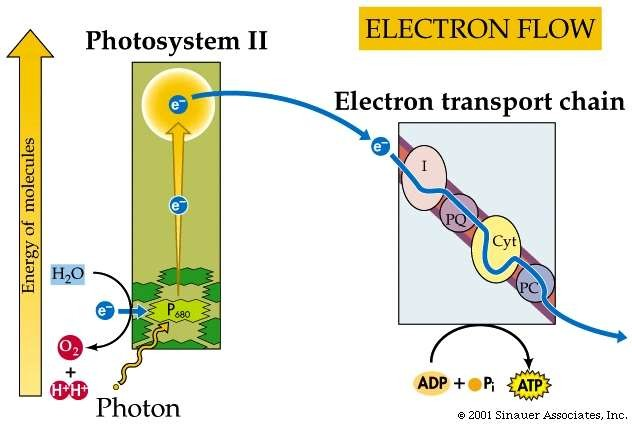 ELECTRON FLOW
Photosystem II
Electron transport chain
Energy of molecules
e⁻
e⁻
e⁻
I
PQ
Cyt
PC
H₂O
e⁻
P₆₈₀
O₂
+
H⁺H⁺
Photon
ADP + Pᵢ ATP
© 2001 Sinauer Associates, Inc.